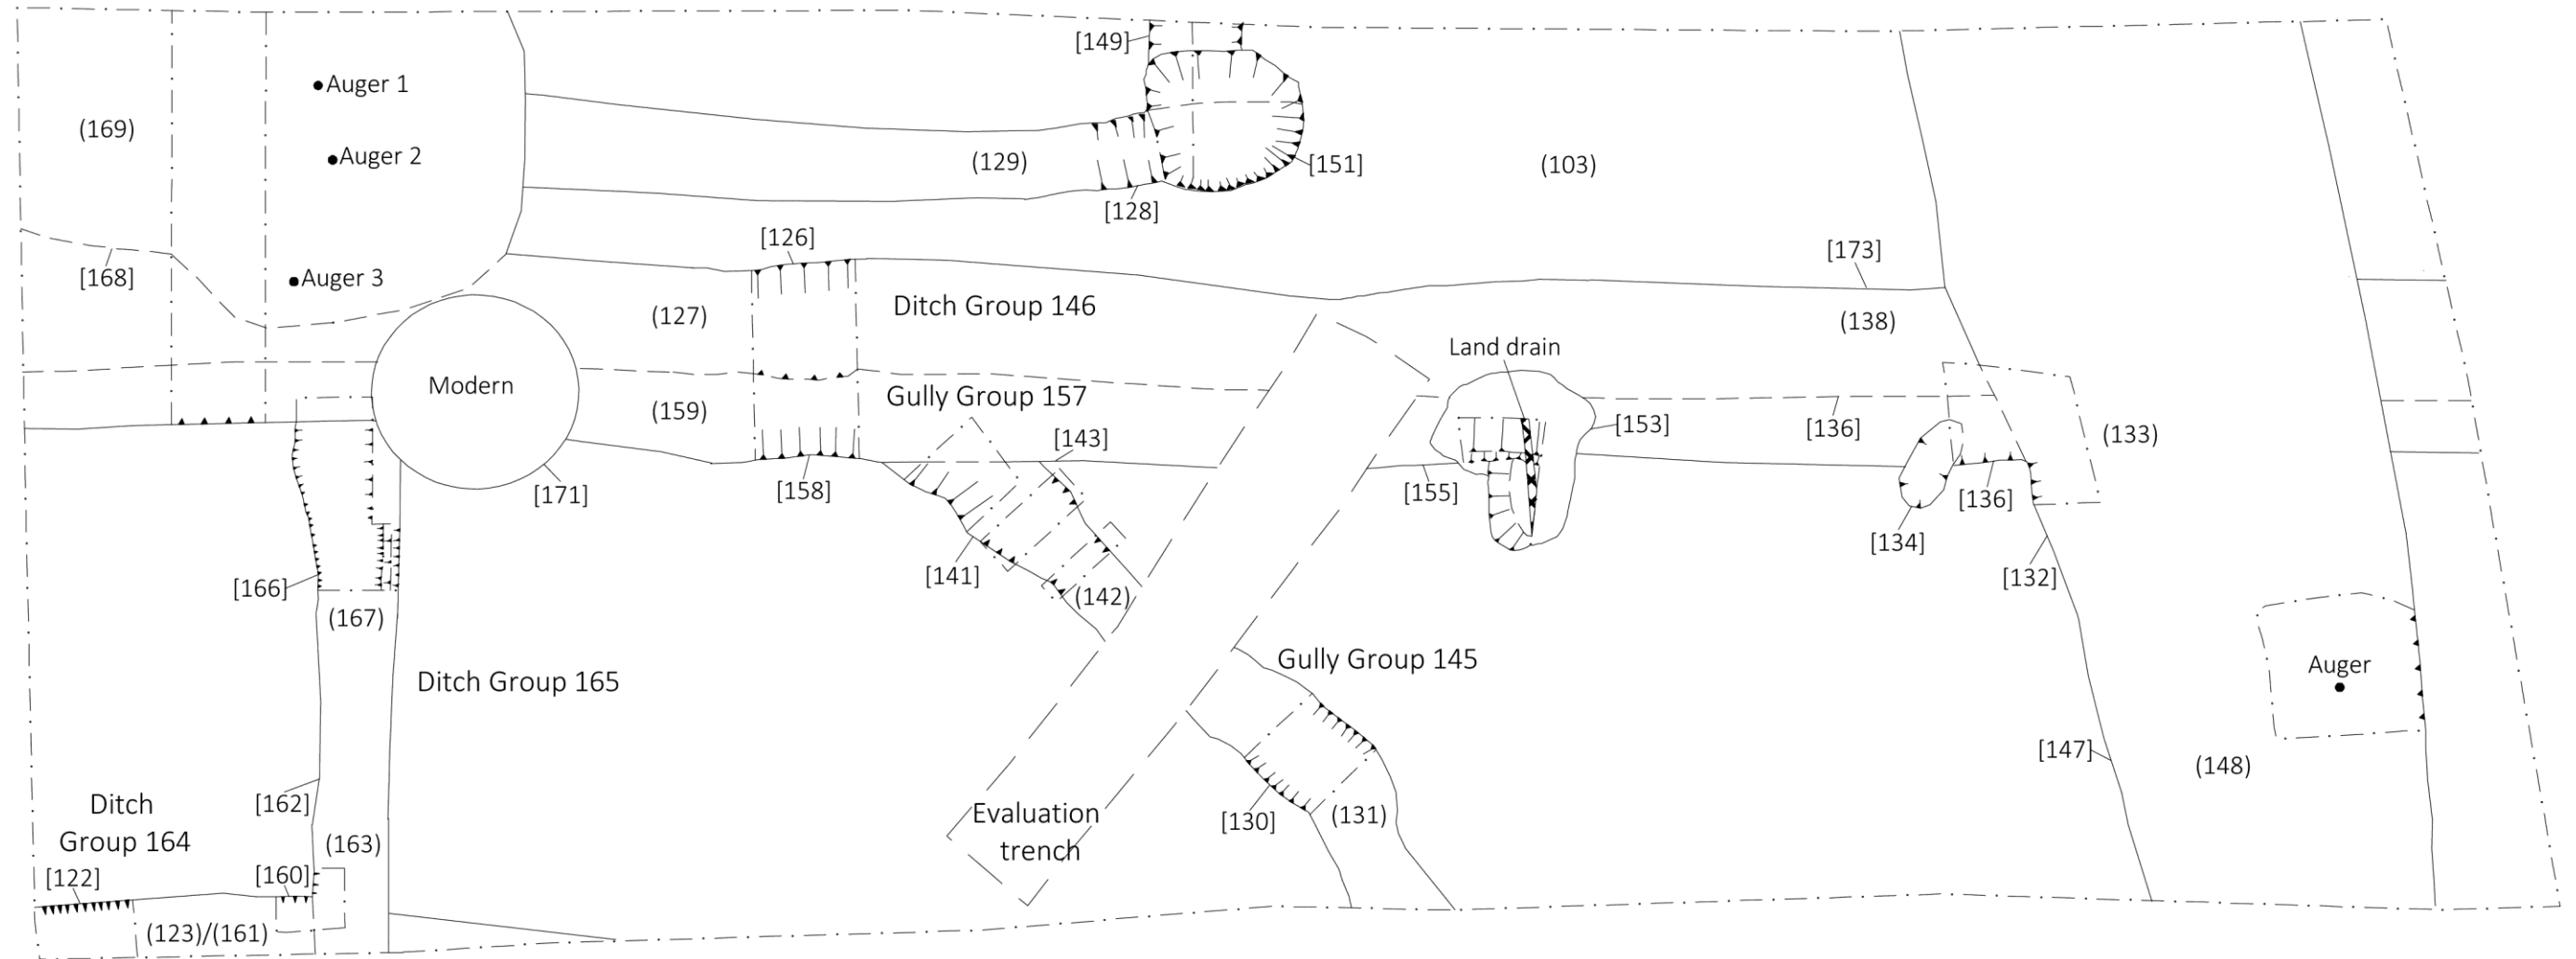 [149]
Auger 1
(169)
Auger 2
(129)
[151]
(103)
[128]
[126]
[173]
[168]
Auger 3
(127)
Ditch Group 146
(138)
Land drain
Modern
Gully Group 157
(159)
[143]
[153]
[136]
(133)
[171]
[158]
[155]
[136]
[134]
[141]
[132]
[166]
(142)
(167)
Ditch Group 165
Gully Group 145
Auger
[147]
(148)
Ditch
Group 164
[162]
Evaluation
trench
[130]
(131)
(163)
[122]
[160]
(123)/(161)